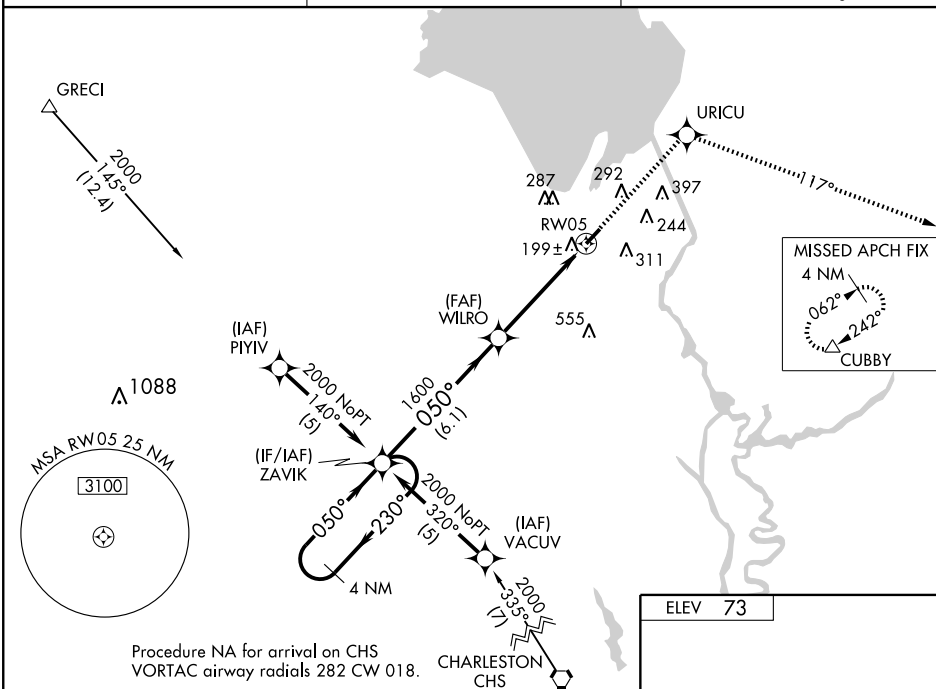 GRECI
2000
145°
(12.4)
URICU
287
292
397
244
RW05
199±
311
117°
MISSED APCH FIX
4 NM
062°
242°
CUBBY
(FAF)
WILRO
555
(IAF)
PIYIV
2000 NoPT
140°
(5)
1600
050°
(6.1)
1088
MSA RW05 25 NM
3100
(IF/IAF)
ZAVIK
050°
230°
4 NM
2000 NoPT
320°
(5)
(IAF)
VACUV
2000
335°
(7)
CHARLESTON
CHS
ELEV 73
Procedure NA for arrival on CHS
VORTAC airway radials 282 CW 018.